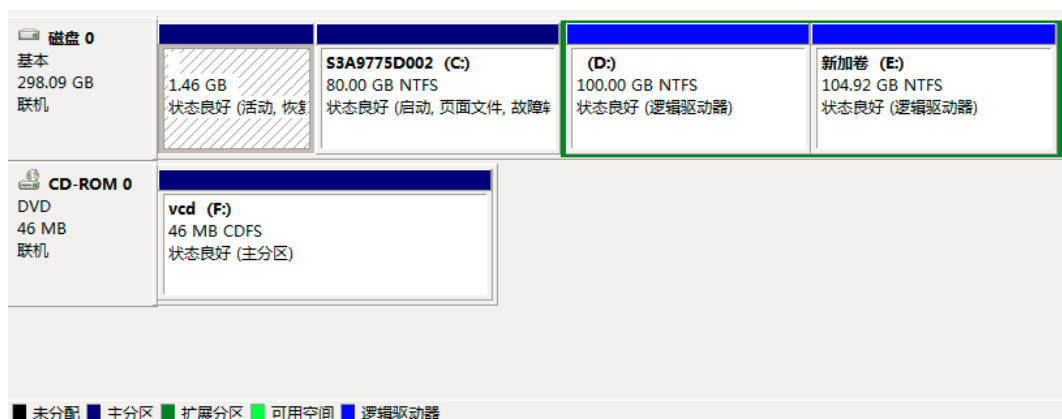 磁盘 0
基本
298.09 GB
联机
1.46 GB
状态良好 (活动, 恢复
S3A9775D002 (C:)
80.00 GB NTFS
状态良好 (启动, 页面文件, 故障转
(D:)
100.00 GB NTFS
状态良好 (逻辑驱动器)
新加卷 (E:)
104.92 GB NTFS
状态良好 (逻辑驱动器)
CD-ROM 0
DVD
46 MB
联机
vcd (F:)
46 MB CDFS
状态良好 (主分区)
未分配 主分区 扩展分区 可用空间 逻辑驱动器